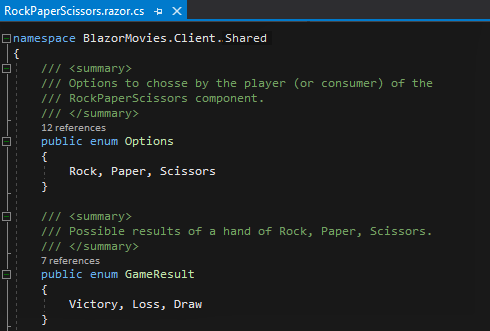 RockPaperScissors.razor.cs
namespace BlazorMovies.Client.Shared
{
/// <summary>
/// Options to chosse by the player (or consumer) of the
/// RockPaperScissors component.
/// </summary>
12 references
public enum Options
{
Rock, Paper, Scissors
}
/// <summary>
/// Possible results of a hand of Rock, Paper, Scissors.
/// </summary>
7 references
public enum GameResult
{
Victory, Loss, Draw
}